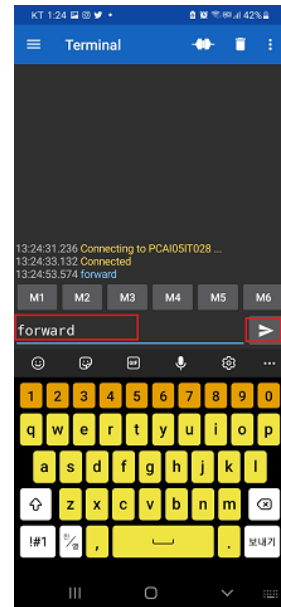 KT 1:24 42%
Terminal
13:24:31.236 Connecting to PCAI05IT028 ...
13:24:33.132 Connected
13:24:53.574 forward
M1 M2 M3 M4 M5 M6
forward
GIF
1 2 3 4 5 6 7 8 9 0
q w e r t y u i o p
a s d f g h j k l
z x c v b n m
!#1 한/영 , . 보내기